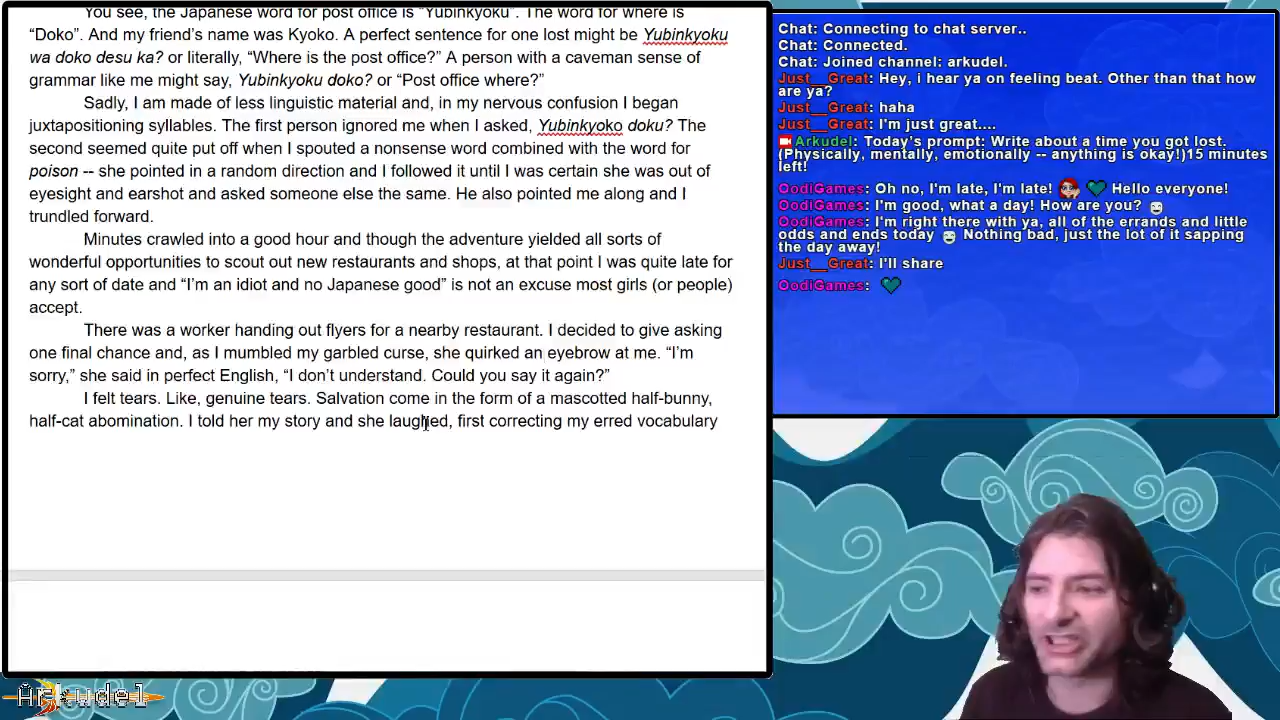 You see, the Japanese word for post office is “Yubinkyoku”. The word for where is
“Doko”. And my friend’s name was Kyoko. A perfect sentence for one lost might be Yubinkyoku
wa doko desu ka? or literally, “Where is the post office?” A person with a caveman sense of
grammar like me might say, Yubinkyoku doko? or “Post office where?”
Sadly, I am made of less linguistic material and, in my nervous confusion I began
juxtapositioning syllables. The first person ignored me when I asked, Yubinkyoko doku? The
second seemed quite put off when I spouted a nonsense word combined with the word for
poison -- she pointed in a random direction and I followed it until I was certain she was out of
eyesight and earshot and asked someone else the same. He also pointed me along and I
trundled forward.
Minutes crawled into a good hour and though the adventure yielded all sorts of
wonderful opportunities to scout out new restaurants and shops, at that point I was quite late for
any sort of date and “I’m an idiot and no Japanese good” is not an excuse most girls (or people)
accept.
There was a worker handing out flyers for a nearby restaurant. I decided to give asking
one final chance and, as I mumbled my garbled curse, she quirked an eyebrow at me. “I’m
sorry,” she said in perfect English, “I don’t understand. Could you say it again?”
I felt tears. Like, genuine tears. Salvation come in the form of a mascotted half-bunny,
half-cat abomination. I told her my story and she laughed, first correcting my erred vocabulary
Chat: Connecting to chat server..
Chat: Connected.
Chat: Joined channel: arkudel.
Just__Great: Hey, i hear ya on feeling beat. Other than that how
are ya?
Just__Great: haha
Just__Great: I'm just great....
Arkudel: Today's prompt: Write about a time you got lost.
(Physically, mentally, emotionally -- anything is okay!)15 minutes
left!
OodiGames: Oh no, I'm late, I'm late! Hello everyone!
OodiGames: I'm good, what a day! How are you?
OodiGames: I'm right there with ya, all of the errands and little
odds and ends today Nothing bad, just the lot of it sapping
the day away!
Just__Great: I'll share
OodiGames:
Arkudel